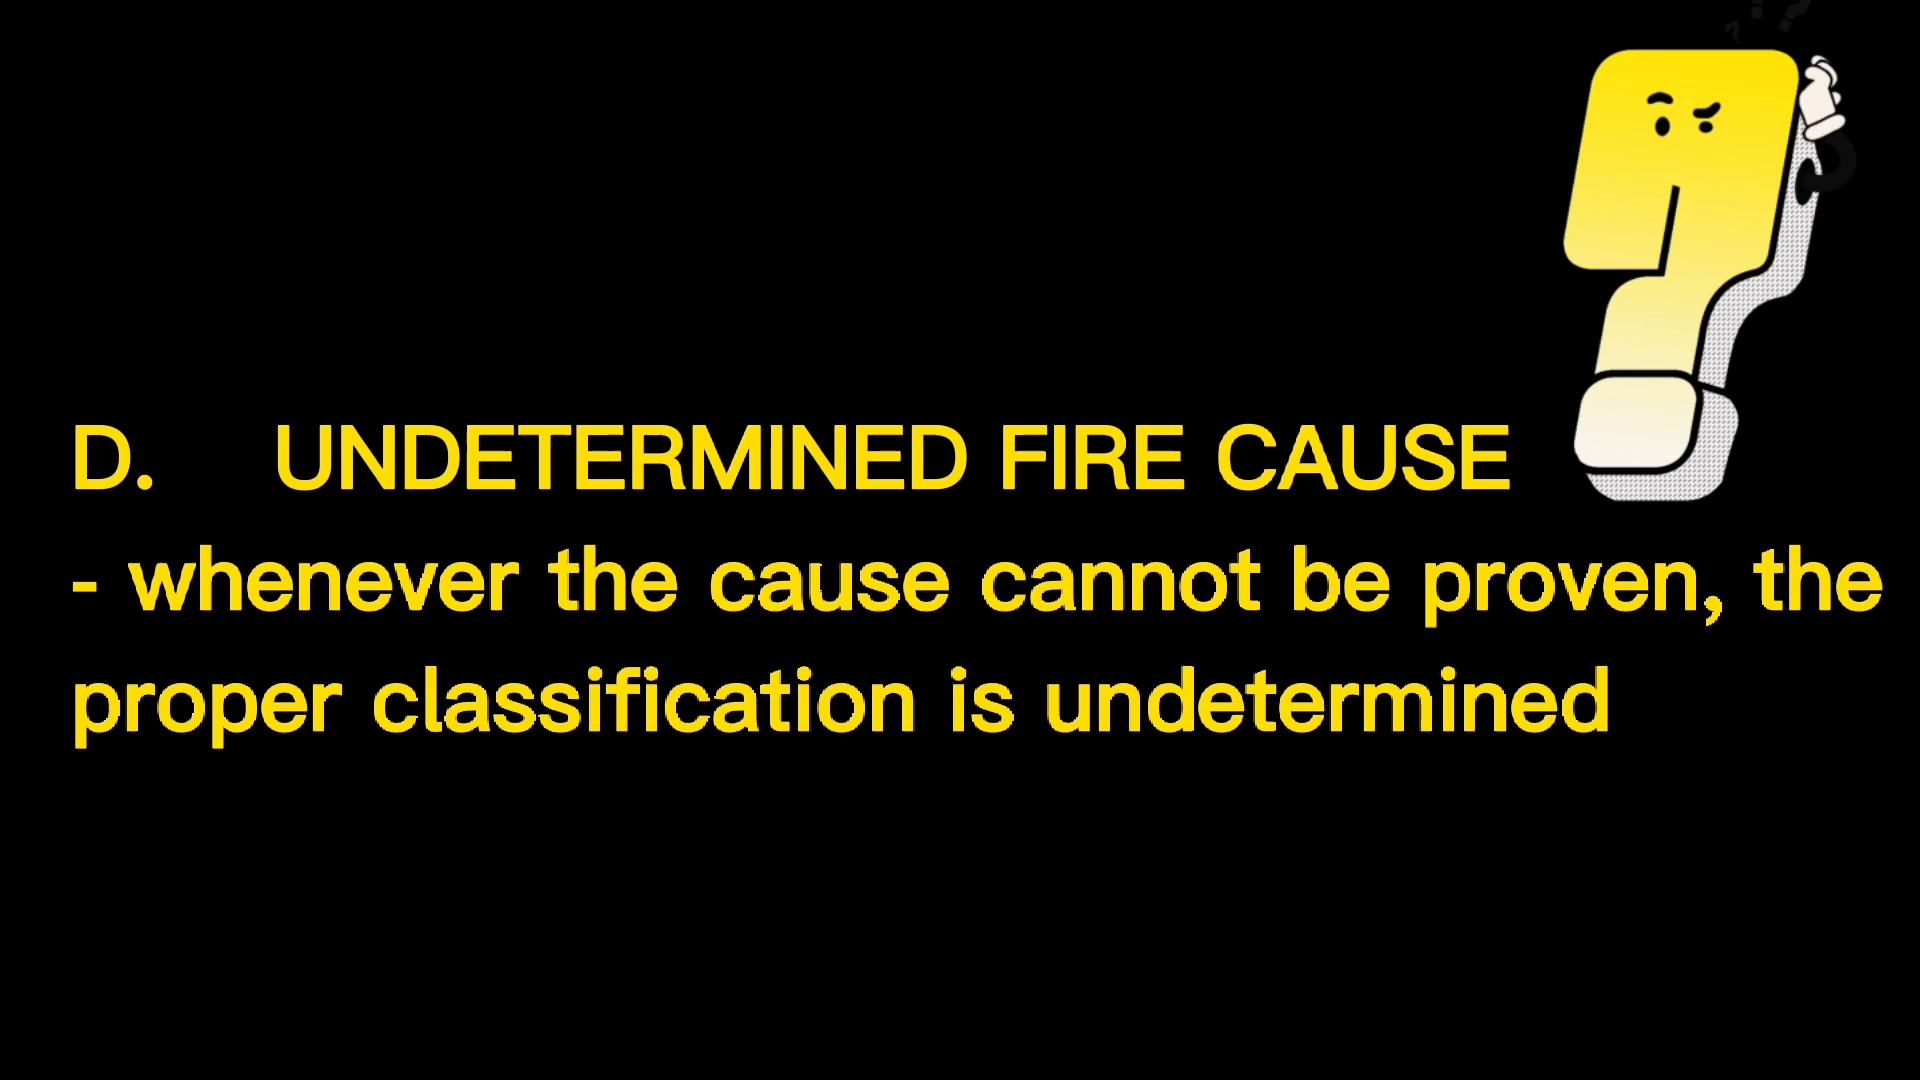 D. UNDETERMINED FIRE CAUSE
- whenever the cause cannot be proven, the
proper classification is undetermined